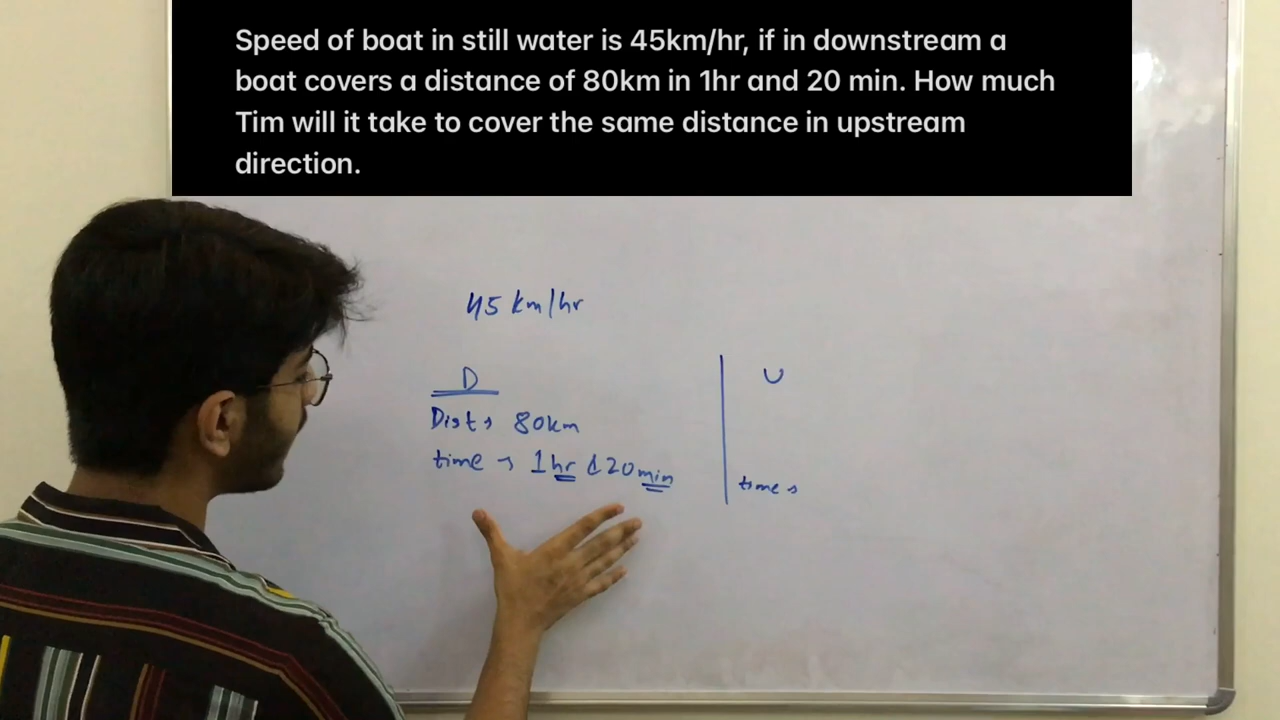 Speed of boat in still water is 45km/hr, if in downstream a
boat covers a distance of 80km in 1hr and 20 min. How much
Tim will it take to cover the same distance in upstream
direction.
45 km/hr
D
Dist → 80km
time → 1hr & 20min
U
time →